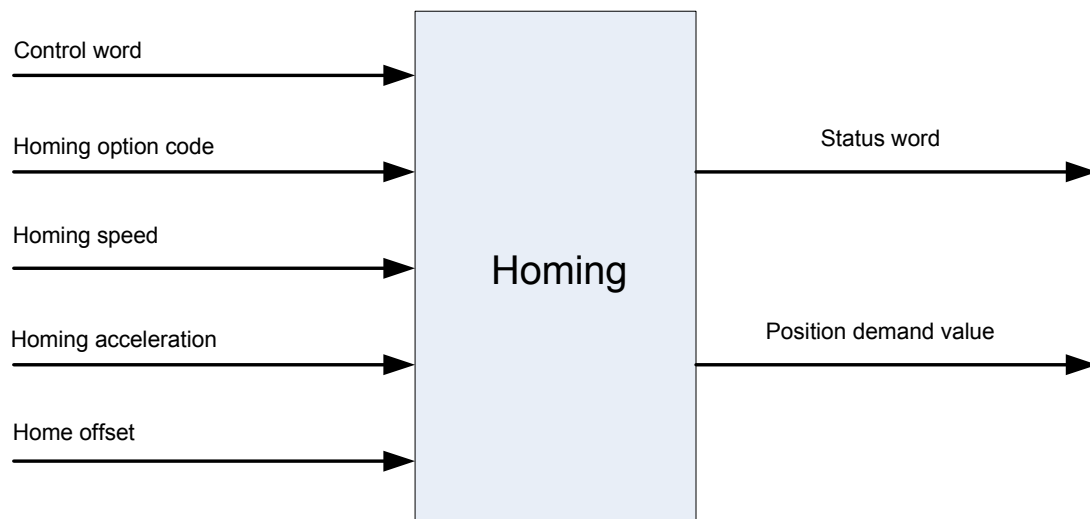 Control word
Homing option code
Homing speed
Homing acceleration
Home offset
Homing
Status word
Position demand value